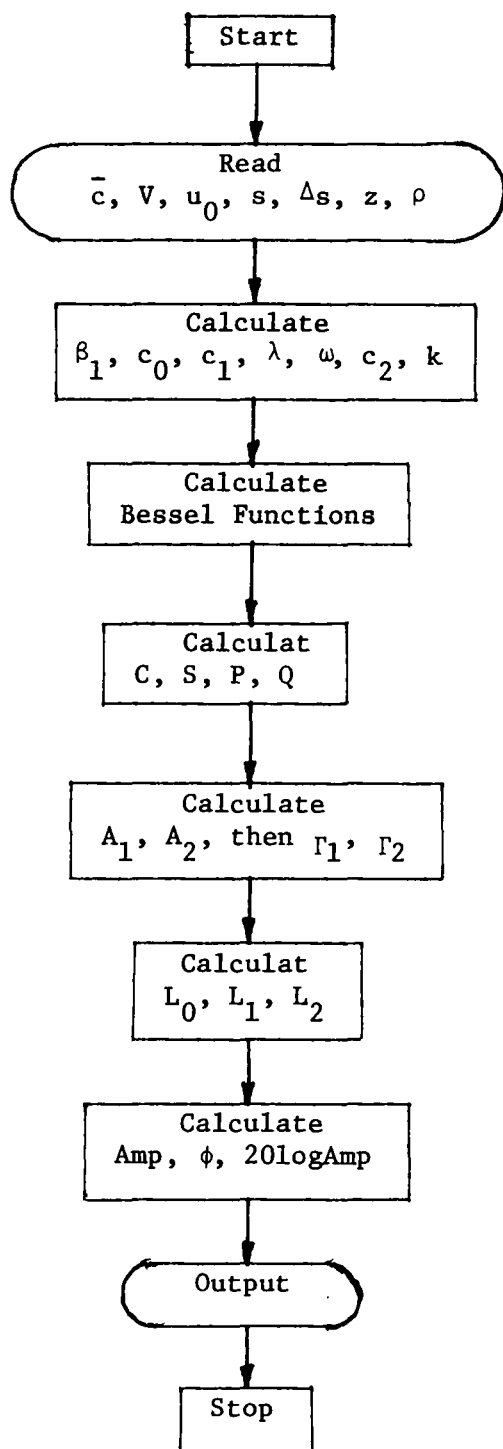 Start
Read
c̅, V, u₀, s, Δs, z, ρ
Calculate
β₁, c₀, c₁, λ, ω, c₂, k
Calculate
Bessel Functions
Calculat
C, S, P, Q
Calculate
A₁, A₂, then Γ₁, Γ₂
Calculat
L₀, L₁, L₂
Calculate
Amp, φ, 20logAmp
Output
Stop